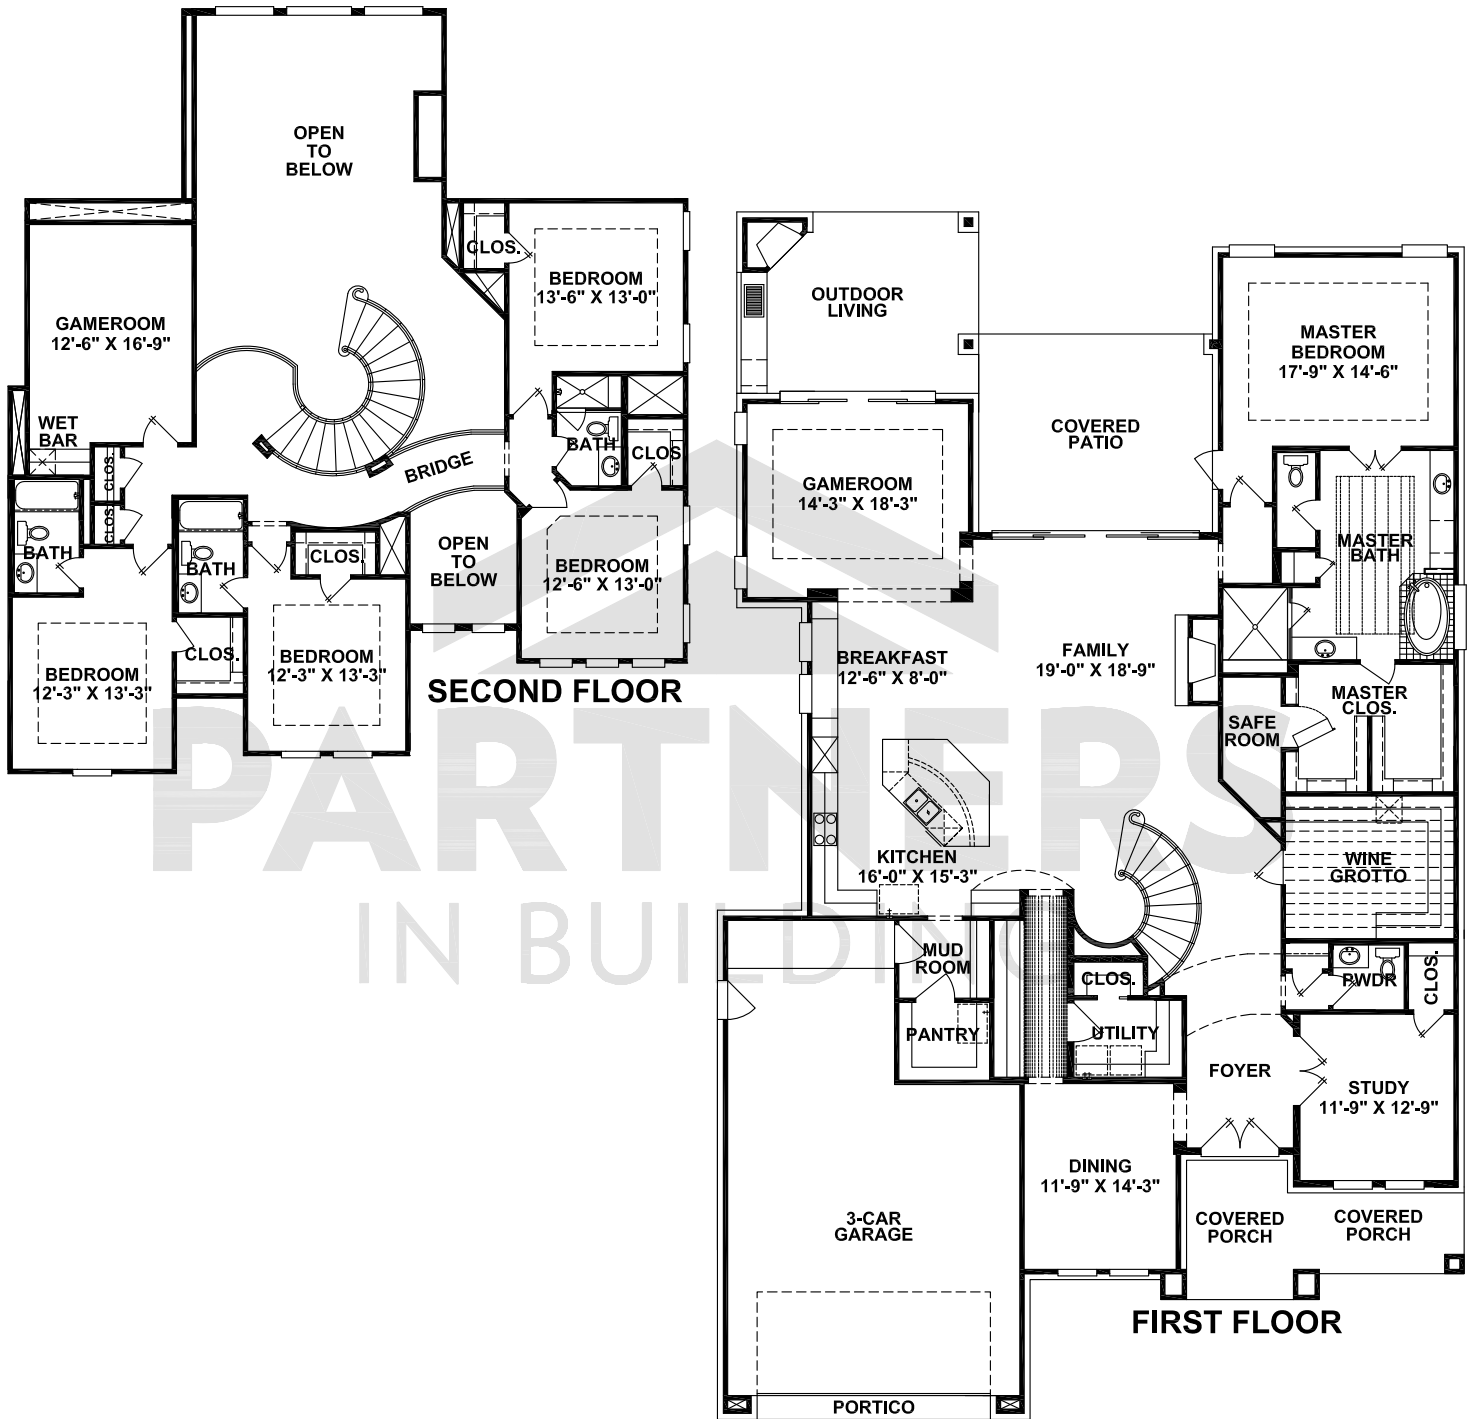 OPEN
TO
BELOW
CLOS.
BEDROOM
13'-6" X 13'-0"
GAMEROOM
12'-6" X 16'-9"
WET
BAR
CLOS.
CLOS.
BRIDGE
BATH
CLOS.
BATH
BATH
CLOS.
OPEN
TO
BELOW
BEDROOM
12'-6" X 13'-0"
BEDROOM
12'-3" X 13'-3"
CLOS.
BEDROOM
12'-3" X 13'-3"
SECOND FLOOR
OUTDOOR
LIVING
MASTER
BEDROOM
17'-9" X 14'-6"
COVERED
PATIO
GAMEROOM
14'-3" X 18'-3"
MASTER
BATH
BREAKFAST
12'-6" X 8'-0"
FAMILY
19'-0" X 18'-9"
MASTER
CLOS.
SAFE
ROOM
KITCHEN
16'-0" X 15'-3"
WINE
GROTTO
MUD
ROOM
CLOS.
PWDR
CLOS.
PANTRY
UTILITY
FOYER
STUDY
11'-9" X 12'-9"
DINING
11'-9" X 14'-3"
3-CAR
GARAGE
COVERED
PORCH
COVERED
PORCH
FIRST FLOOR
PORTICO
PARTNERS
IN BUILDING